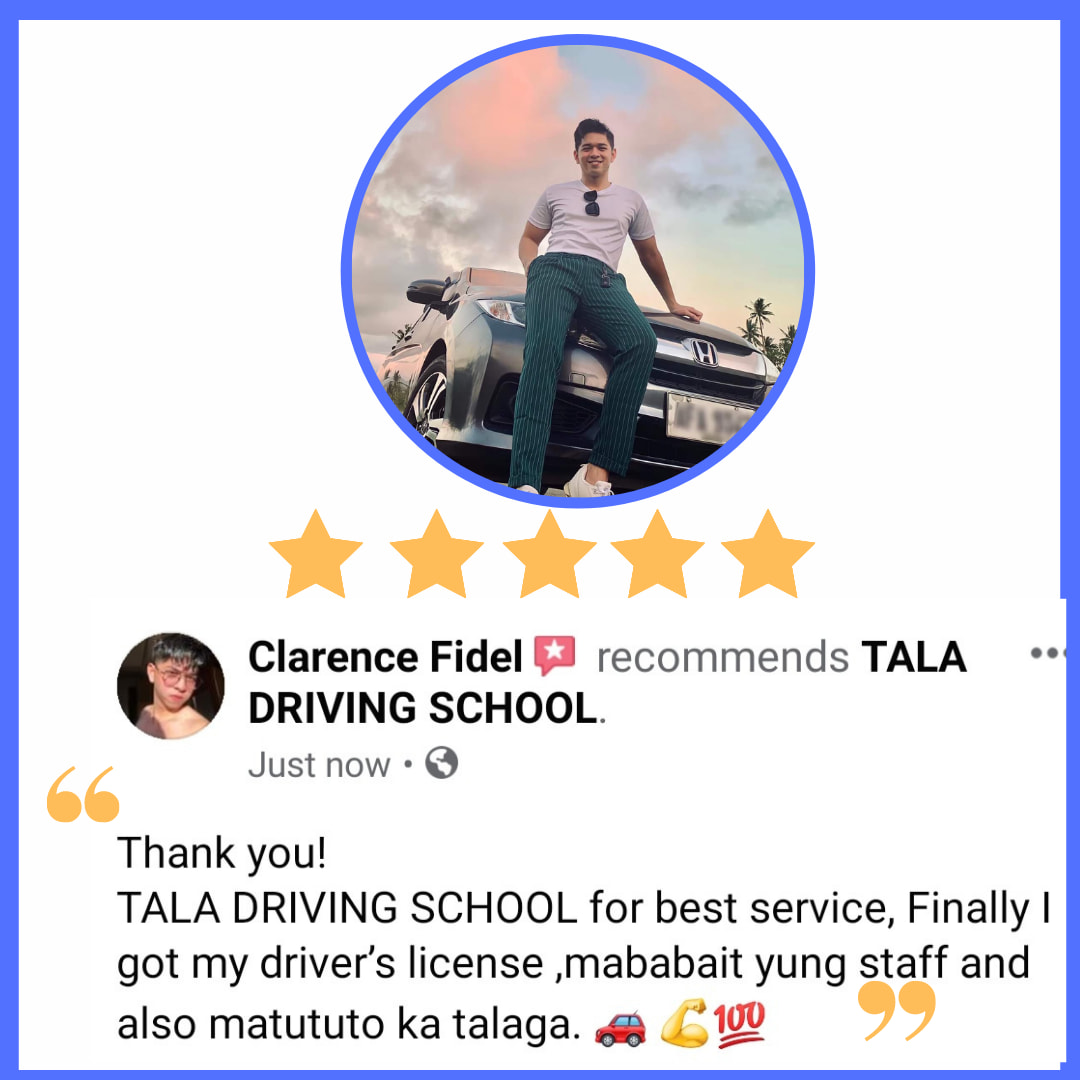 Clarence Fidel recommends TALA
DRIVING SCHOOL.
Just now •
“
Thank you!
TALA DRIVING SCHOOL for best service, Finally I
got my driver’s license ,mababait yung staff and
also matututo ka talaga. 🚗 💪💯
”